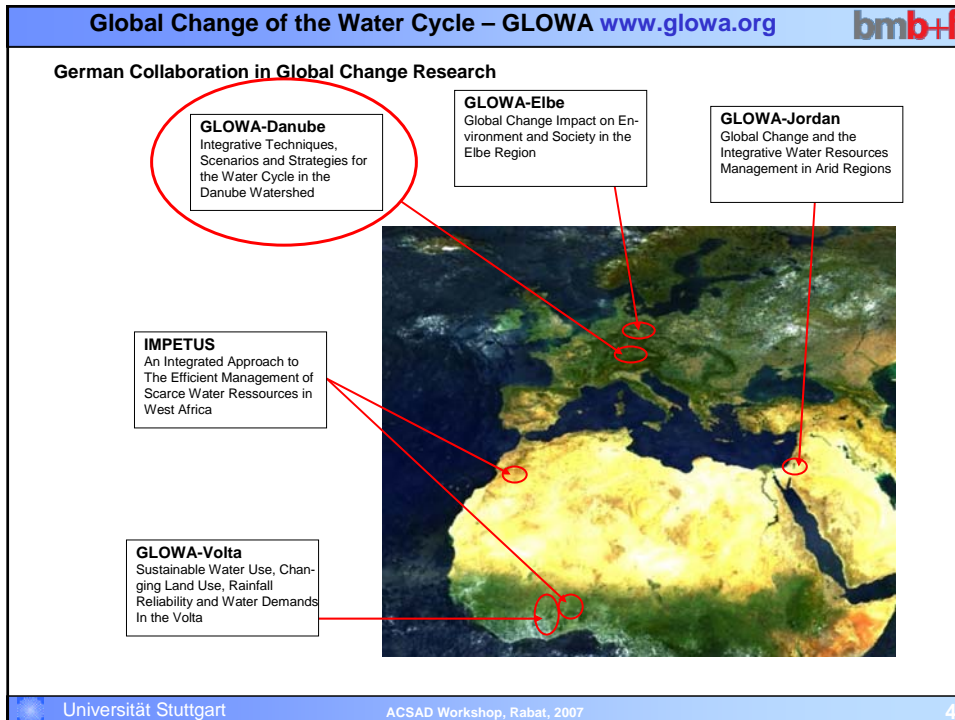 Global Change of the Water Cycle – GLOWA www.glowa.org
bmb+f
German Collaboration in Global Change Research
GLOWA-Danube
Integrative Techniques,
Scenarios and Strategies for
the Water Cycle in the
Danube Watershed
GLOWA-Elbe
Global Change Impact on En-
vironment and Society in the
Elbe Region
GLOWA-Jordan
Global Change and the
Integrative Water Resources
Management in Arid Regions
IMPETUS
An Integrated Approach to
The Efficient Management of
Scarce Water Ressources in
West Africa
GLOWA-Volta
Sustainable Water Use, Chan-
ging Land Use, Rainfall
Reliability and Water Demands
In the Volta
Universität Stuttgart
ACSAD Workshop, Rabat, 2007
4